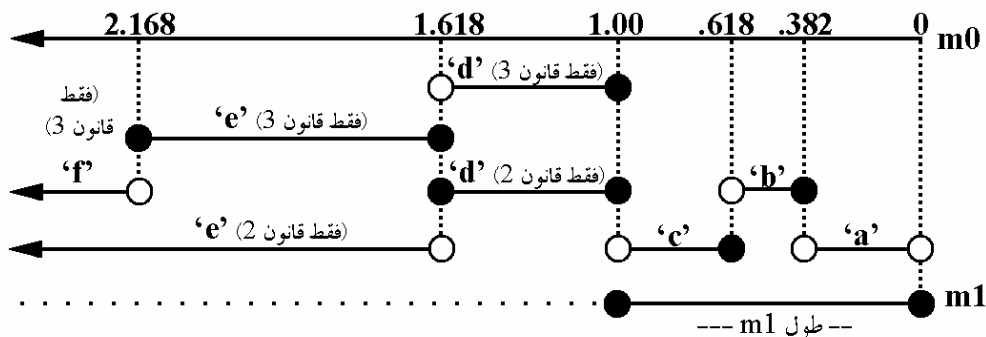 2.168 1.618 1.00 .618 .382 0 m0
‘d’ (فقط قانون 3)
(فقط قانون 3)
‘e’ (فقط قانون 3)
‘f’ ‘d’ (فقط قانون 2) ‘b’
‘e’ (فقط قانون 2) ‘c’ ‘a’
m1
--- طول m1 --